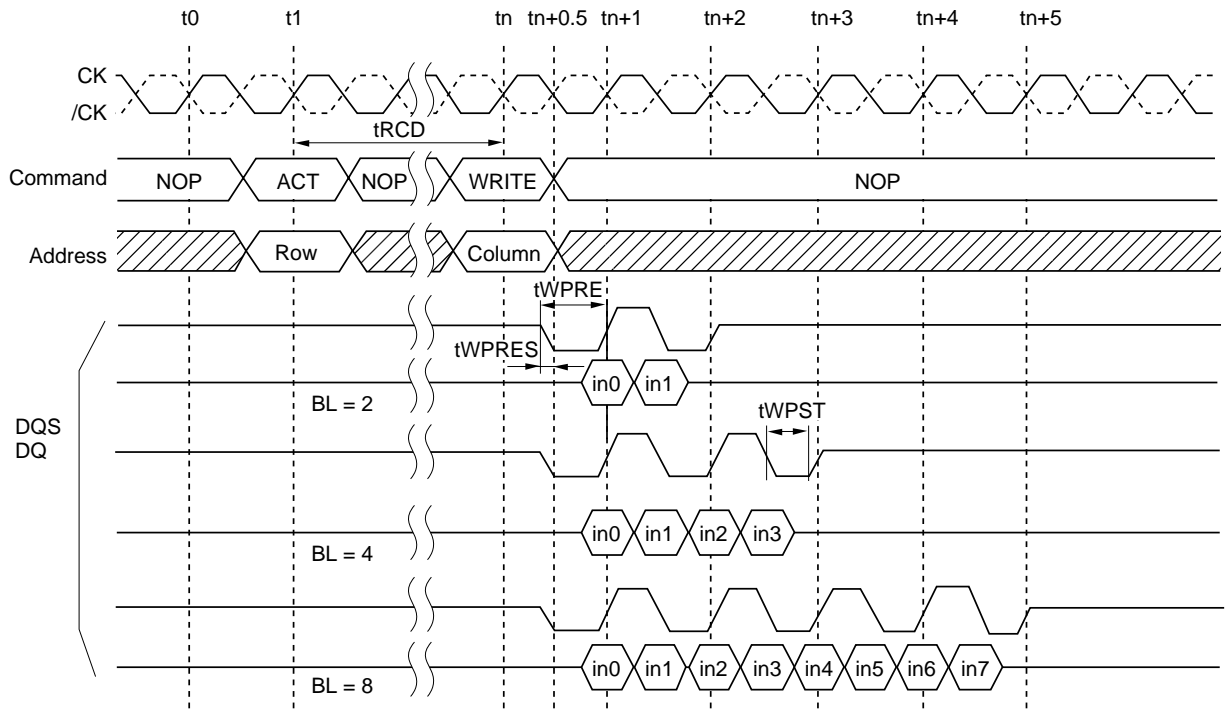 t0 t1 tn tn+0.5 tn+1 tn+2 tn+3 tn+4 tn+5
CK
/CK
tRCD
Command NOP ACT NOP WRITE NOP
Address Row Column
tWPRE
tWPRES
in0 in1
BL = 2
tWPST
DQS
DQ
in0 in1 in2 in3
BL = 4
in0 in1 in2 in3 in4 in5 in6 in7
BL = 8